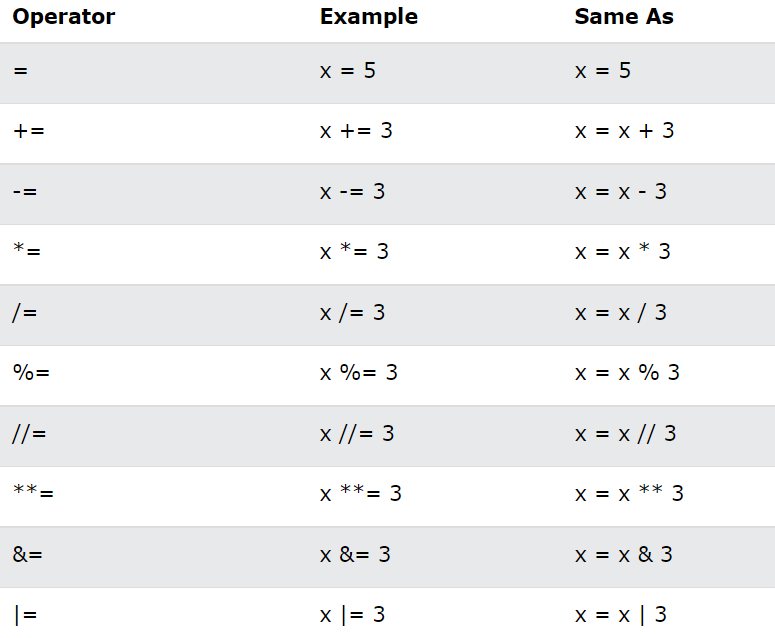 Operator Example Same As
= x = 5 x = 5
+= x += 3 x = x + 3
-= x -= 3 x = x - 3
*= x *= 3 x = x * 3
/= x /= 3 x = x / 3
%= x %= 3 x = x % 3
//= x //= 3 x = x // 3
**= x **= 3 x = x ** 3
&= x &= 3 x = x & 3
|= x |= 3 x = x | 3